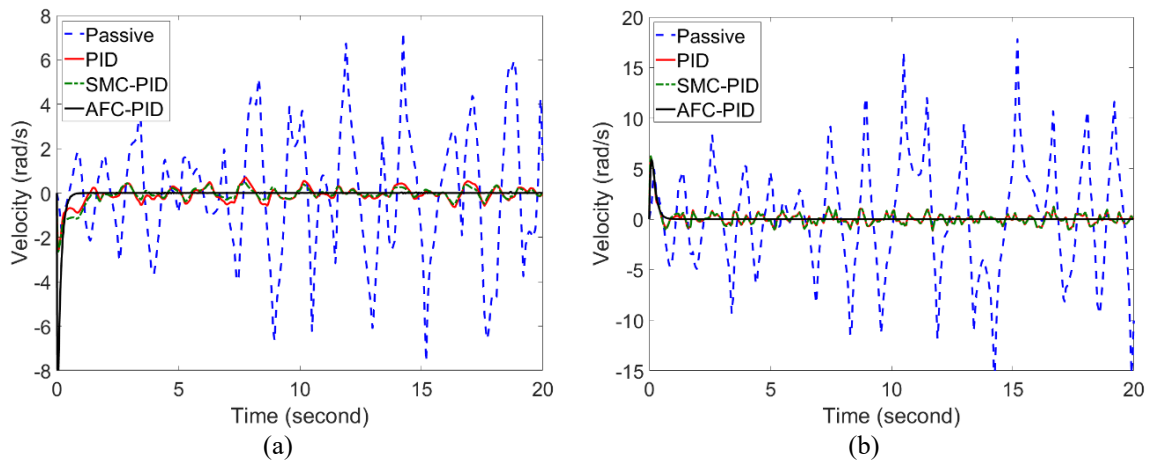 8
6
4
2
0
-2
-4
-6
-8
Velocity (rad/s)
Passive
PID
SMC-PID
AFC-PID
0
5
10
15
20
Time (second)
(a)
20
15
10
5
0
-5
-10
-15
Velocity (rad/s)
Passive
PID
SMC-PID
AFC-PID
0
5
10
15
20
Time (second)
(b)